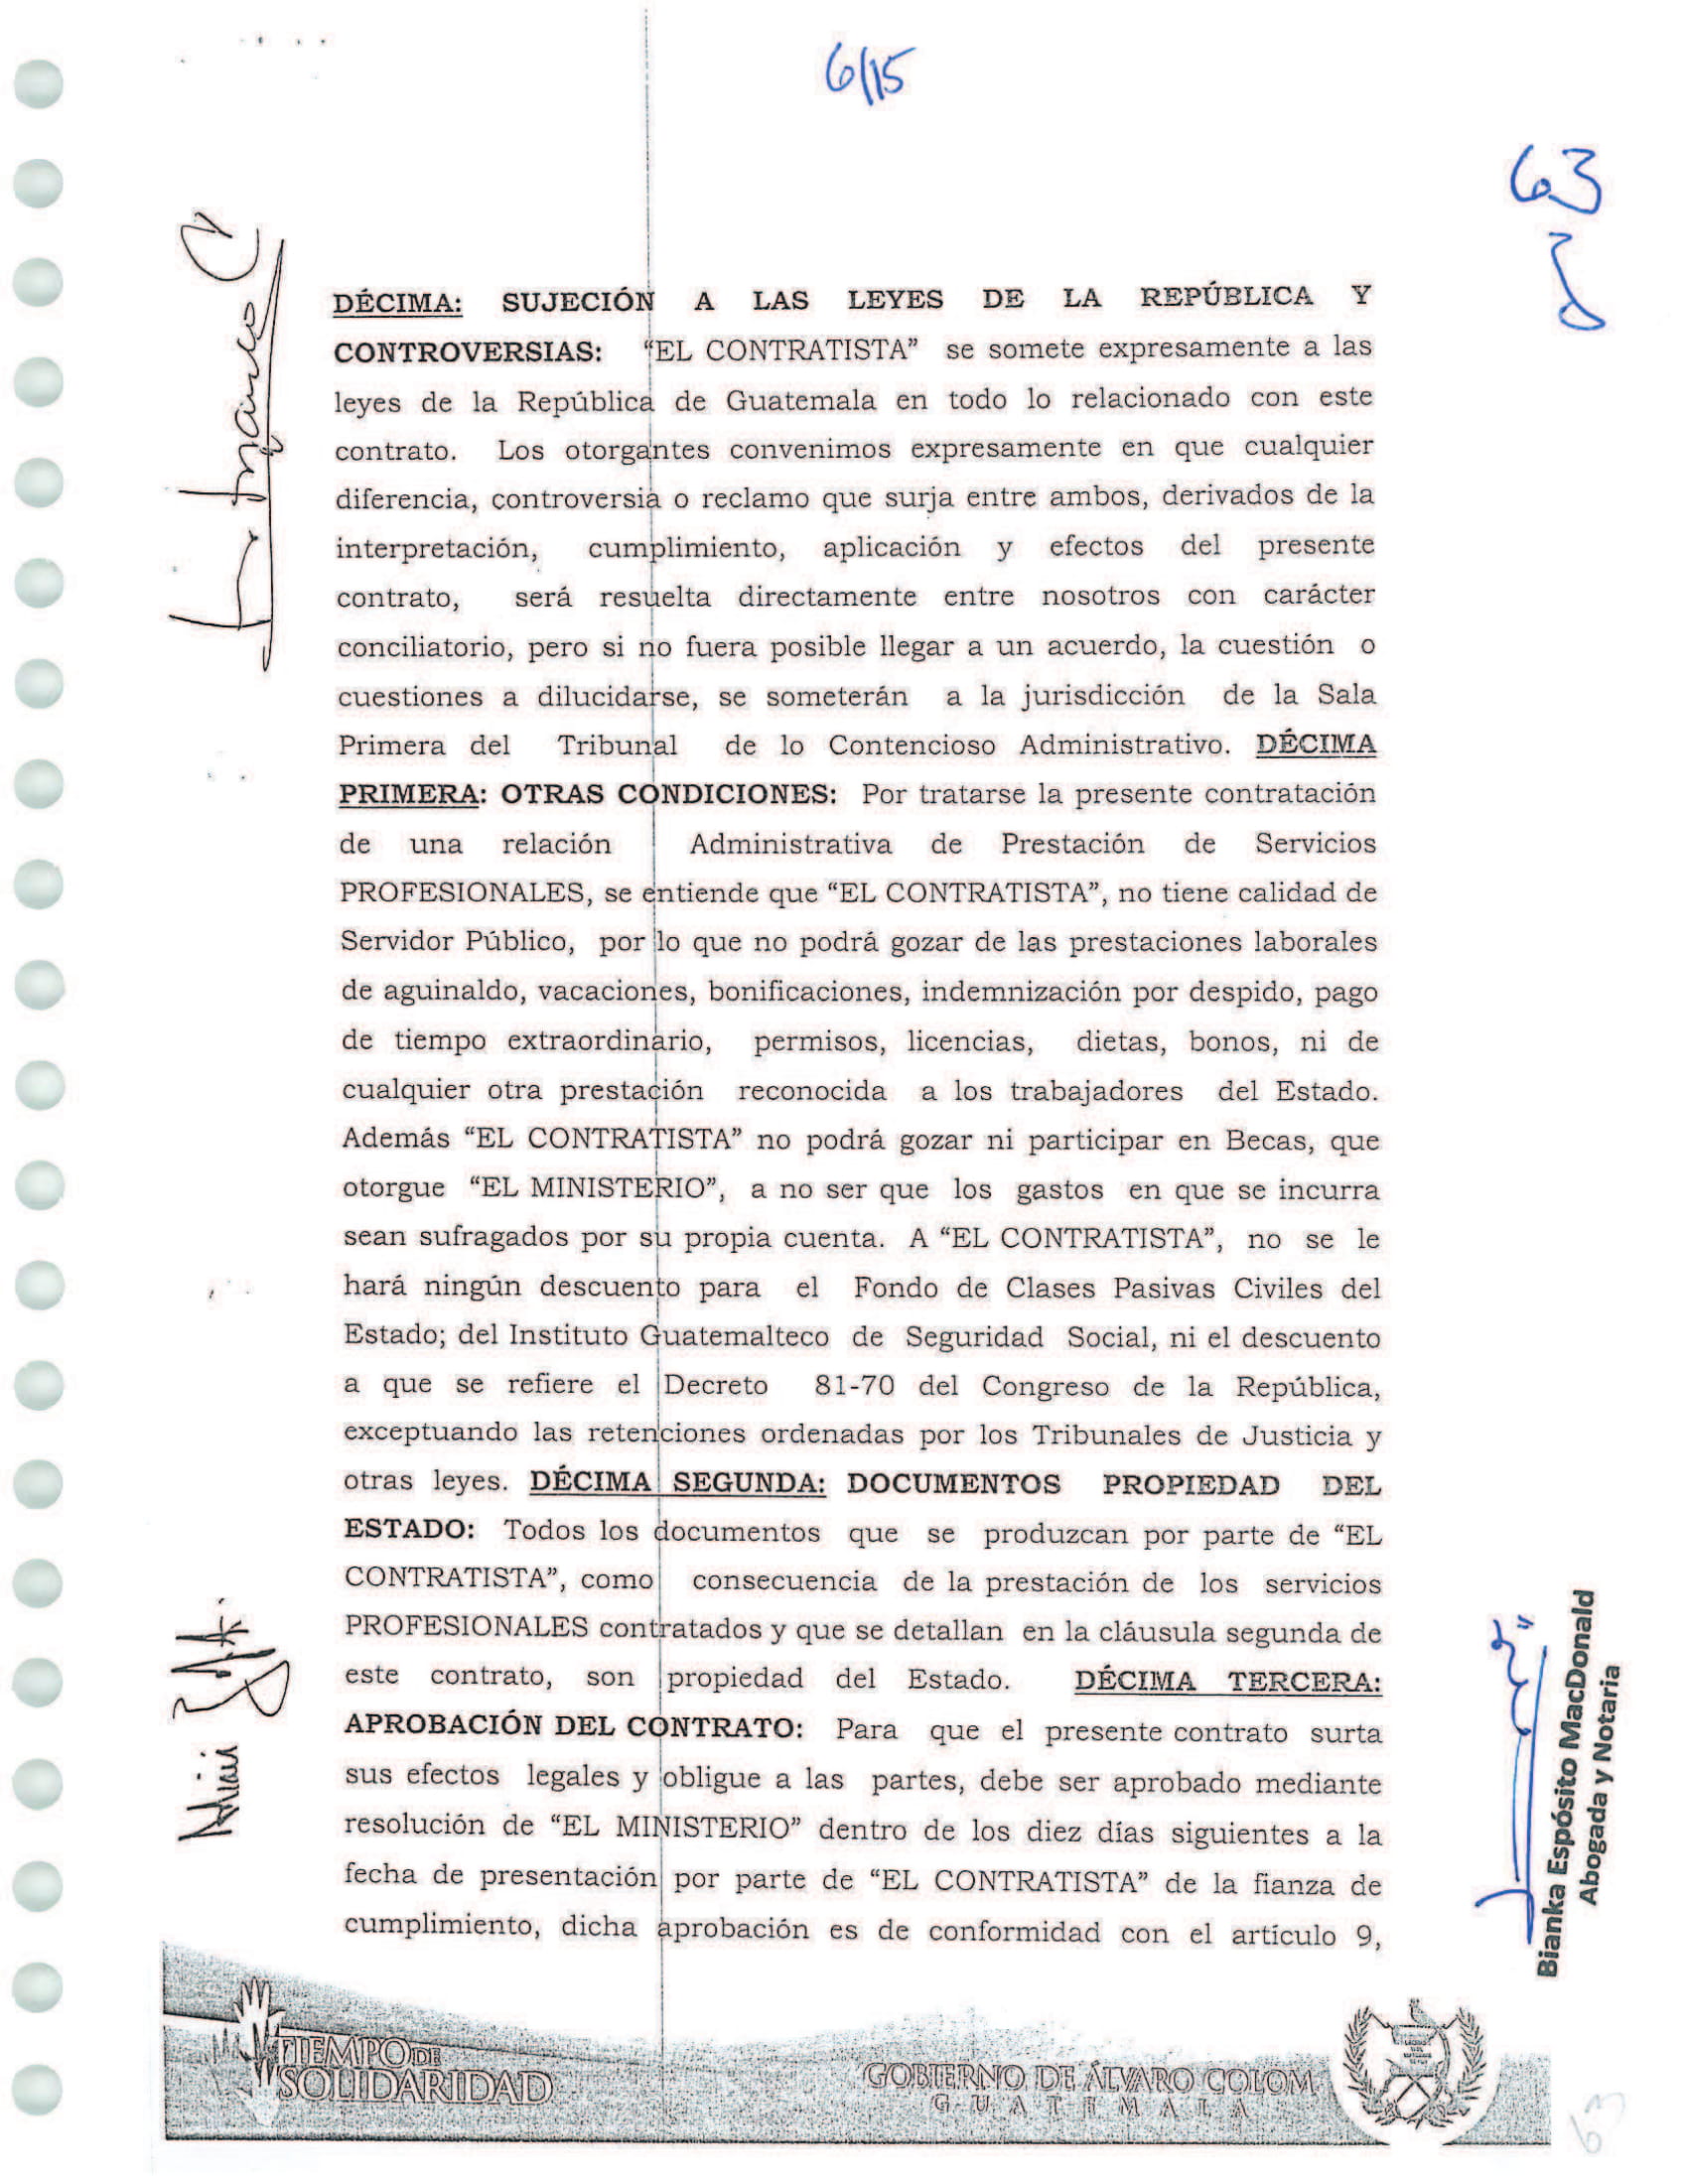 6/15
63
DÉCIMA: SUJECIÓN A LAS LEYES DE LA REPÚBLICA Y
CONTROVERSIAS: “EL CONTRATISTA” se somete expresamente a las
leyes de la República de Guatemala en todo lo relacionado con este
contrato. Los otorgantes convenimos expresamente en que cualquier
diferencia, controversia o reclamo que surja entre ambos, derivados de la
interpretación, cumplimiento, aplicación y efectos del presente
contrato, será resuelta directamente entre nosotros con carácter
conciliatorio, pero si no fuera posible llegar a un acuerdo, la cuestión o
cuestiones a dilucidarse, se someterán a la jurisdicción de la Sala
Primera del Tribunal de lo Contencioso Administrativo. DÉCIMA
PRIMERA: OTRAS CONDICIONES: Por tratarse la presente contratación
de una relación Administrativa de Prestación de Servicios
PROFESIONALES, se entiende que “EL CONTRATISTA”, no tiene calidad de
Servidor Público, por lo que no podrá gozar de las prestaciones laborales
de aguinaldo, vacaciones, bonificaciones, indemnización por despido, pago
de tiempo extraordinario, permisos, licencias, dietas, bonos, ni de
cualquier otra prestación reconocida a los trabajadores del Estado.
Además “EL CONTRATISTA” no podrá gozar ni participar en Becas, que
otorgue “EL MINISTERIO”, a no ser que los gastos en que se incurra
sean sufragados por su propia cuenta. A “EL CONTRATISTA”, no se le
hará ningún descuento para el Fondo de Clases Pasivas Civiles del
Estado; del Instituto Guatemalteco de Seguridad Social, ni el descuento
a que se refiere el Decreto 81-70 del Congreso de la República,
exceptuando las retenciones ordenadas por los Tribunales de Justicia y
otras leyes. DÉCIMA SEGUNDA: DOCUMENTOS PROPIEDAD DEL
ESTADO: Todos los documentos que se produzcan por parte de “EL
CONTRATISTA”, como consecuencia de la prestación de los servicios
PROFESIONALES contratados y que se detallan en la cláusula segunda de
este contrato, son propiedad del Estado. DÉCIMA TERCERA:
APROBACIÓN DEL CONTRATO: Para que el presente contrato surta
sus efectos legales y obligue a las partes, debe ser aprobado mediante
resolución de “EL MINISTERIO” dentro de los diez días siguientes a la
fecha de presentación por parte de “EL CONTRATISTA” de la fianza de
cumplimiento, dicha aprobación es de conformidad con el artículo 9,
Bianka Espósito MacDonald
Abogada y Notaria
TIEMPO DE
SOLIDARIDAD
GOBIERNO DE ÁLVARO COLOM
GUATEMALA
63